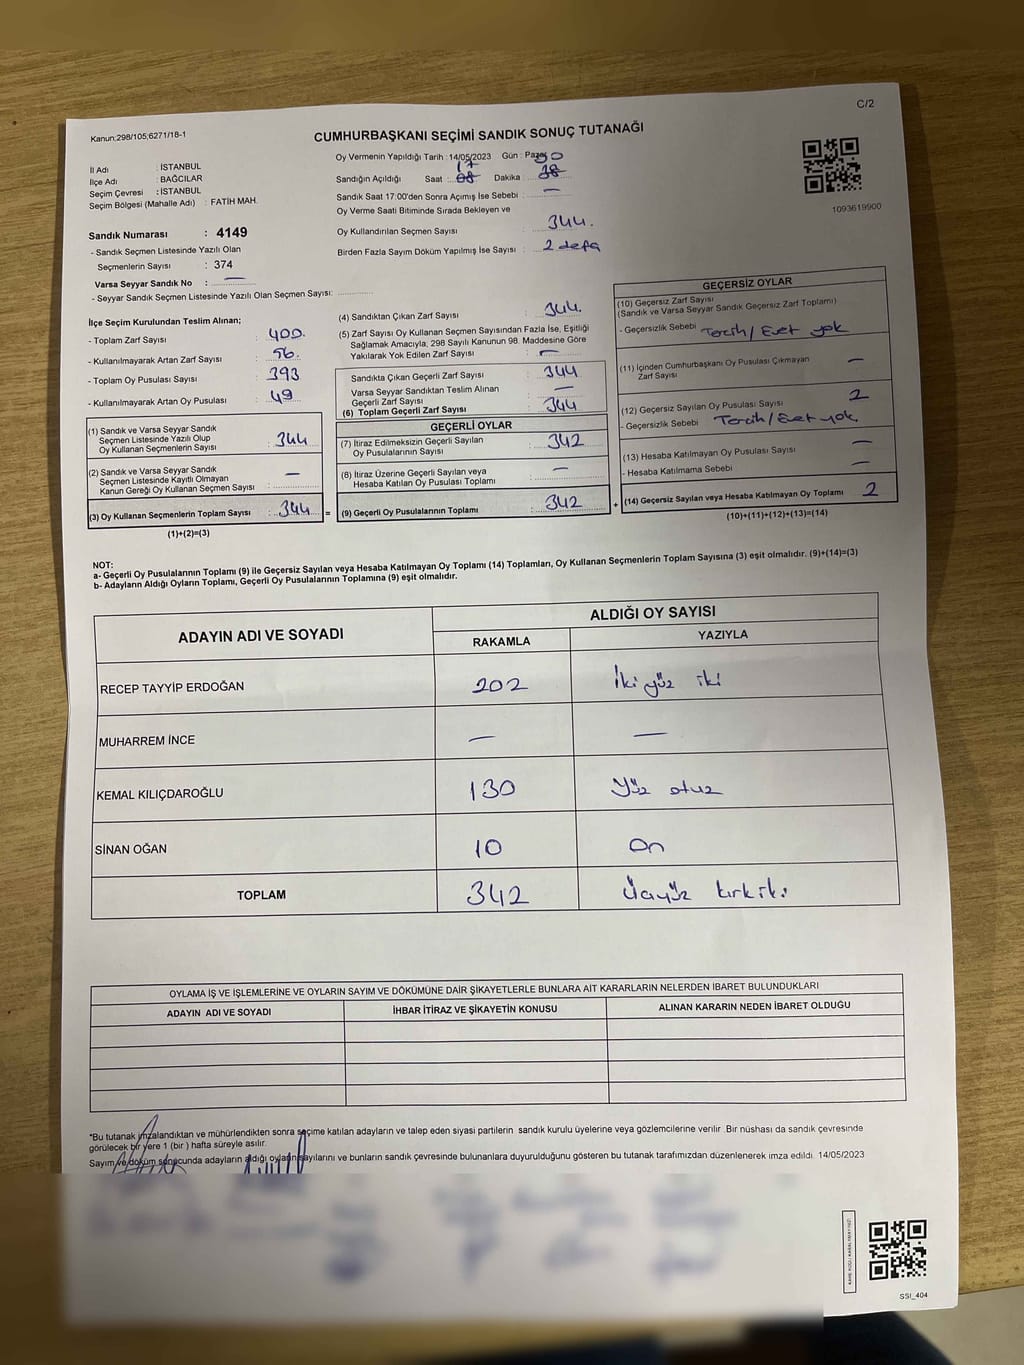 C/2
Kanun:298/105;6271/18-1
CUMHURBAŞKANI SEÇİMİ SANDIK SONUÇ TUTANAĞI
İl Adı : İSTANBUL
İlçe Adı : BAĞCILAR
Seçim Çevresi : İSTANBUL
Seçim Bölgesi (Mahalle Adı) : FATİH MAH.
Sandık Numarası : 4149
- Sandık Seçmen Listesinde Yazılı Olan
Seçmenlerin Sayısı : 374
Varsa Seyyar Sandık No : —
- Seyyar Sandık Seçmen Listesinde Yazılı Olan Seçmen Sayısı:
Oy Vermenin Yapıldığı Tarih : 14/05/2023 Gün : Pazar
Sandığın Açıldığı Saat : 17 Dakika :
Sandık Saat 17:00'den Sonra Açımış İse Sebebi : —
Oy Verme Saati Bitiminde Sırada Bekleyen ve
Oy Kullandırılan Seçmen Sayısı : 344.
Birden Fazla Sayım Döküm Yapılmış İse Sayısı : 2 defa
1093619900
İlçe Seçim Kurulundan Teslim Alınan;
- Toplam Zarf Sayısı : 400.
- Kullanılmayarak Artan Zarf Sayısı : 56.
- Toplam Oy Pusulası Sayısı : 393
- Kullanılmayarak Artan Oy Pusulası : 49
(1) Sandık ve Varsa Seyyar Sandık
Seçmen Listesinde Yazılı Olup
Oy Kullanan Seçmenlerin Sayısı : 344
(2) Sandık ve Varsa Seyyar Sandık
Seçmen Listesinde Kayıtlı Olmayan
Kanun Gereği Oy Kullanan Seçmen Sayısı : —
(3) Oy Kullanan Seçmenlerin Toplam Sayısı : 344 =
(1)+(2)=(3)
(4) Sandıktan Çıkan Zarf Sayısı : 344.
(5) Zarf Sayısı Oy Kullanan Seçmen Sayısından Fazla İse, Eşitliği
Sağlamak Amacıyla, 298 Sayılı Kanunun 98. Maddesine Göre
Yakılarak Yok Edilen Zarf Sayısı : —
Sandıkta Çıkan Geçerli Zarf Sayısı : 344
Varsa Seyyar Sandıktan Teslim Alınan
Geçerli Zarf Sayısı : —
(6) Toplam Geçerli Zarf Sayısı : 344
GEÇERLİ OYLAR
(7) İtiraz Edilmeksizin Geçerli Sayılan
Oy Pusulalarının Sayısı : 342
(8) İtiraz Üzerine Geçerli Sayılan veya
Hesaba Katılan Oy Pusulası Toplamı : —
(9) Geçerli Oy Pusulalarının Toplamı : 342 +
GEÇERSİZ OYLAR
(10) Geçersiz Zarf Sayısı
(Sandık ve Varsa Seyyar Sandık Geçersiz Zarf Toplamı)
- Geçersizlik Sebebi Tercih/Evet yok
(11) İçinden Cumhurbaşkanı Oy Pusulası Çıkmayan
Zarf Sayısı —
(12) Geçersiz Sayılan Oy Pusulası Sayısı 2
- Geçersizlik Sebebi Tercih/Evet yok
(13) Hesaba Katılmayan Oy Pusulası Sayısı —
- Hesaba Katılmama Sebebi —
(14) Geçersiz Sayılan veya Hesaba Katılmayan Oy Toplamı 2
(10)+(11)+(12)+(13)=(14)
NOT:
a- Geçerli Oy Pusulalarının Toplamı (9) ile Geçersiz Sayılan veya Hesaba Katılmayan Oy Toplamı (14) Toplamları, Oy Kullanan Seçmenlerin Toplam Sayısına (3) eşit olmalıdır. (9)+(14)=(3)
b- Adayların Aldığı Oyların Toplamı, Geçerli Oy Pusulalarının Toplamına (9) eşit olmalıdır.
ADAYIN ADI VE SOYADI
ALDIĞI OY SAYISI
RAKAMLA YAZIYLA
RECEP TAYYİP ERDOĞAN 202 İki yüz iki
MUHARREM İNCE — —
KEMAL KILIÇDAROĞLU 130 Yüz otuz
SİNAN OĞAN 10 On
TOPLAM 342 Üçyüz kırkiki
OYLAMA İŞ VE İŞLEMLERİNE VE OYLARIN SAYIM VE DÖKÜMÜNE DAİR ŞİKAYETLERLE BUNLARA AİT KARARLARIN NELERDEN İBARET BULUNDUKLARI
ADAYIN ADI VE SOYADI İHBAR İTİRAZ VE ŞİKAYETİN KONUSU ALINAN KARARIN NEDEN İBARET OLDUĞU
*Bu tutanak imzalandıktan ve mühürlendikten sonra seçime katılan adayların ve talep eden siyasi partilerin sandık kurulu üyelerine veya gözlemcilerine verilir .Bir nüshası da sandık çevresinde
görülecek bir yere 1 (bir ) hafta süreyle asılır.
Sayım ve döküm sonucunda adayların aldığı oyların sayılarını ve bunların sandık çevresinde bulunanlara duyurulduğunu gösteren bu tutanak tarafımızdan düzenlenerek imza edildi. 14/05/2023
SSI_404